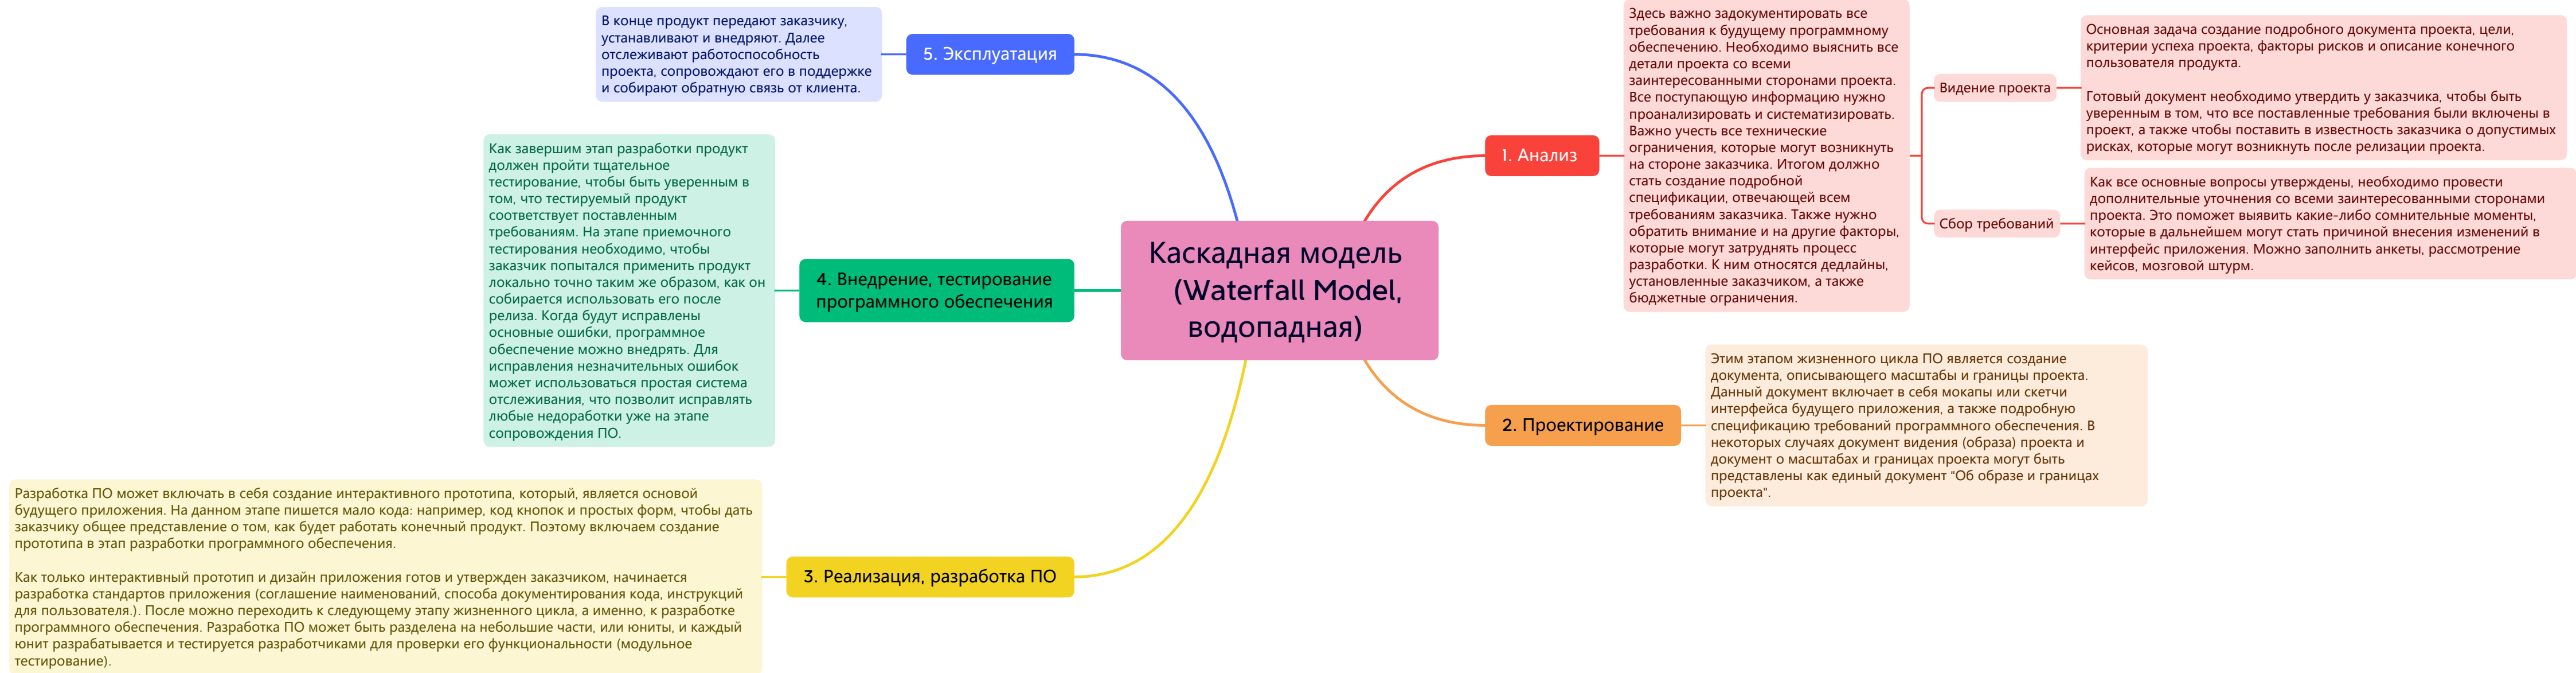 Каскадная модель
(Waterfall Model,
водопадная)
1. Анализ
Здесь важно задокументировать все
требования к будущему программному
обеспечению. Необходимо выяснить все
детали проекта со всеми
заинтересованными сторонами проекта.
Все поступающую информацию нужно
проанализировать и систематизировать.
Важно учесть все технические
ограничения, которые могут возникнуть
на стороне заказчика. Итогом должно
стать создание подробной
спецификации, отвечающей всем
требованиям заказчика. Также нужно
обратить внимание и на другие факторы,
которые могут затруднять процесс
разработки. К ним относятся дедлайны,
установленные заказчиком, а также
бюджетные ограничения.
Видение проекта
Основная задача создание подробного документа проекта, цели,
критерии успеха проекта, факторы рисков и описание конечного
пользователя продукта.
Готовый документ необходимо утвердить у заказчика, чтобы быть
уверенным в том, что все поставленные требования были включены в
проект, а также чтобы поставить в известность заказчика о допустимых
рисках, которые могут возникнуть после релизации проекта.
Сбор требований
Как все основные вопросы утверждены, необходимо провести
дополнительные уточнения со всеми заинтересованными сторонами
проекта. Это поможет выявить какие-либо сомнительные моменты,
которые в дальнейшем могут стать причиной внесения изменений в
интерфейс приложения. Можно заполнить анкеты, рассмотрение
кейсов, мозговой штурм.
2. Проектирование
Этим этапом жизненного цикла ПО является создание
документа, описывающего масштабы и границы проекта.
Данный документ включает в себя мокапы или скетчи
интерфейса будущего приложения, а также подробную
спецификацию требований программного обеспечения. В
некоторых случаях документ видения (образа) проекта и
документ о масштабах и границах проекта могут быть
представлены как единый документ "Об образе и границах
проекта".
3. Реализация, разработка ПО
Разработка ПО может включать в себя создание интерактивного прототипа, который, является основой
будущего приложения. На данном этапе пишется мало кода: например, код кнопок и простых форм, чтобы дать
заказчику общее представление о том, как будет работать конечный продукт. Поэтому включаем создание
прототипа в этап разработки программного обеспечения.
Как только интерактивный прототип и дизайн приложения готов и утвержден заказчиком, начинается
разработка стандартов приложения (соглашение наименований, способа документирования кода, инструкций
для пользователя.). После можно переходить к следующему этапу жизненного цикла, а именно, к разработке
программного обеспечения. Разработка ПО может быть разделена на небольшие части, или юниты, и каждый
юнит разрабатывается и тестируется разработчиками для проверки его функциональности (модульное
тестирование).
4. Внедрение, тестирование
программного обеспечения
Как завершим этап разработки продукт
должен пройти тщательное
тестирование, чтобы быть уверенным в
том, что тестируемый продукт
соответствует поставленным
требованиям. На этапе приемочного
тестирования необходимо, чтобы
заказчик попытался применить продукт
локально точно таким же образом, как он
собирается использовать его после
релиза. Когда будут исправлены
основные ошибки, программное
обеспечение можно внедрять. Для
исправления незначительных ошибок
может использоваться простая система
отслеживания, что позволит исправлять
любые недоработки уже на этапе
сопровождения ПО.
5. Эксплуатация
В конце продукт передают заказчику,
устанавливают и внедряют. Далее
отслеживают работоспособность
проекта, сопровождают его в поддержке
и собирают обратную связь от клиента.